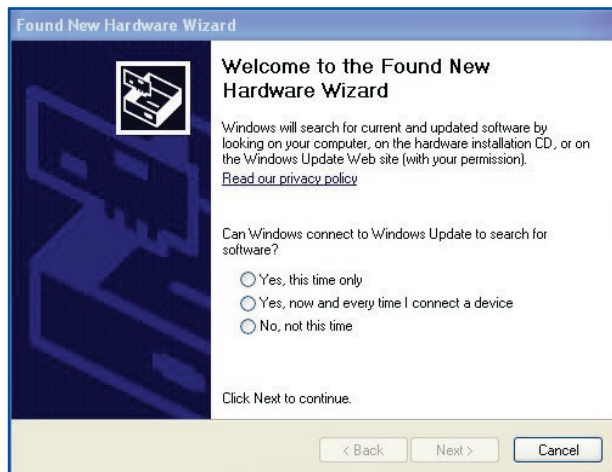 Found New Hardware Wizard
Welcome to the Found New
Hardware Wizard
Windows will search for current and updated software by
looking on your computer, on the hardware installation CD, or on
the Windows Update Web site (with your permission).
Read our privacy policy
Can Windows connect to Windows Update to search for
software?
Yes, this time only
Yes, now and every time I connect a device
No, not this time
Click Next to continue.
< Back
Next >
Cancel